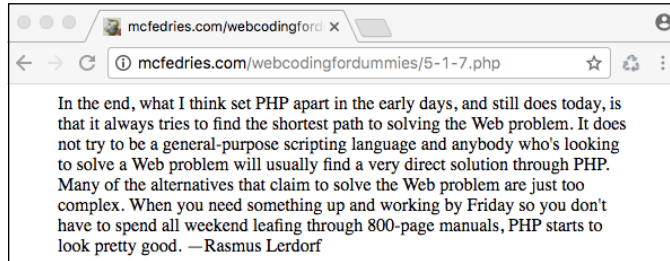 mcfedries.com/webcodingford
mcfedries.com/webcodingfordummies/5-1-7.php
In the end, what I think set PHP apart in the early days, and still does today, is
that it always tries to find the shortest path to solving the Web problem. It does
not try to be a general-purpose scripting language and anybody who's looking
to solve a Web problem will usually find a very direct solution through PHP.
Many of the alternatives that claim to solve the Web problem are just too
complex. When you need something up and working by Friday so you don't
have to spend all weekend leafing through 800-page manuals, PHP starts to
look pretty good. —Rasmus Lerdorf